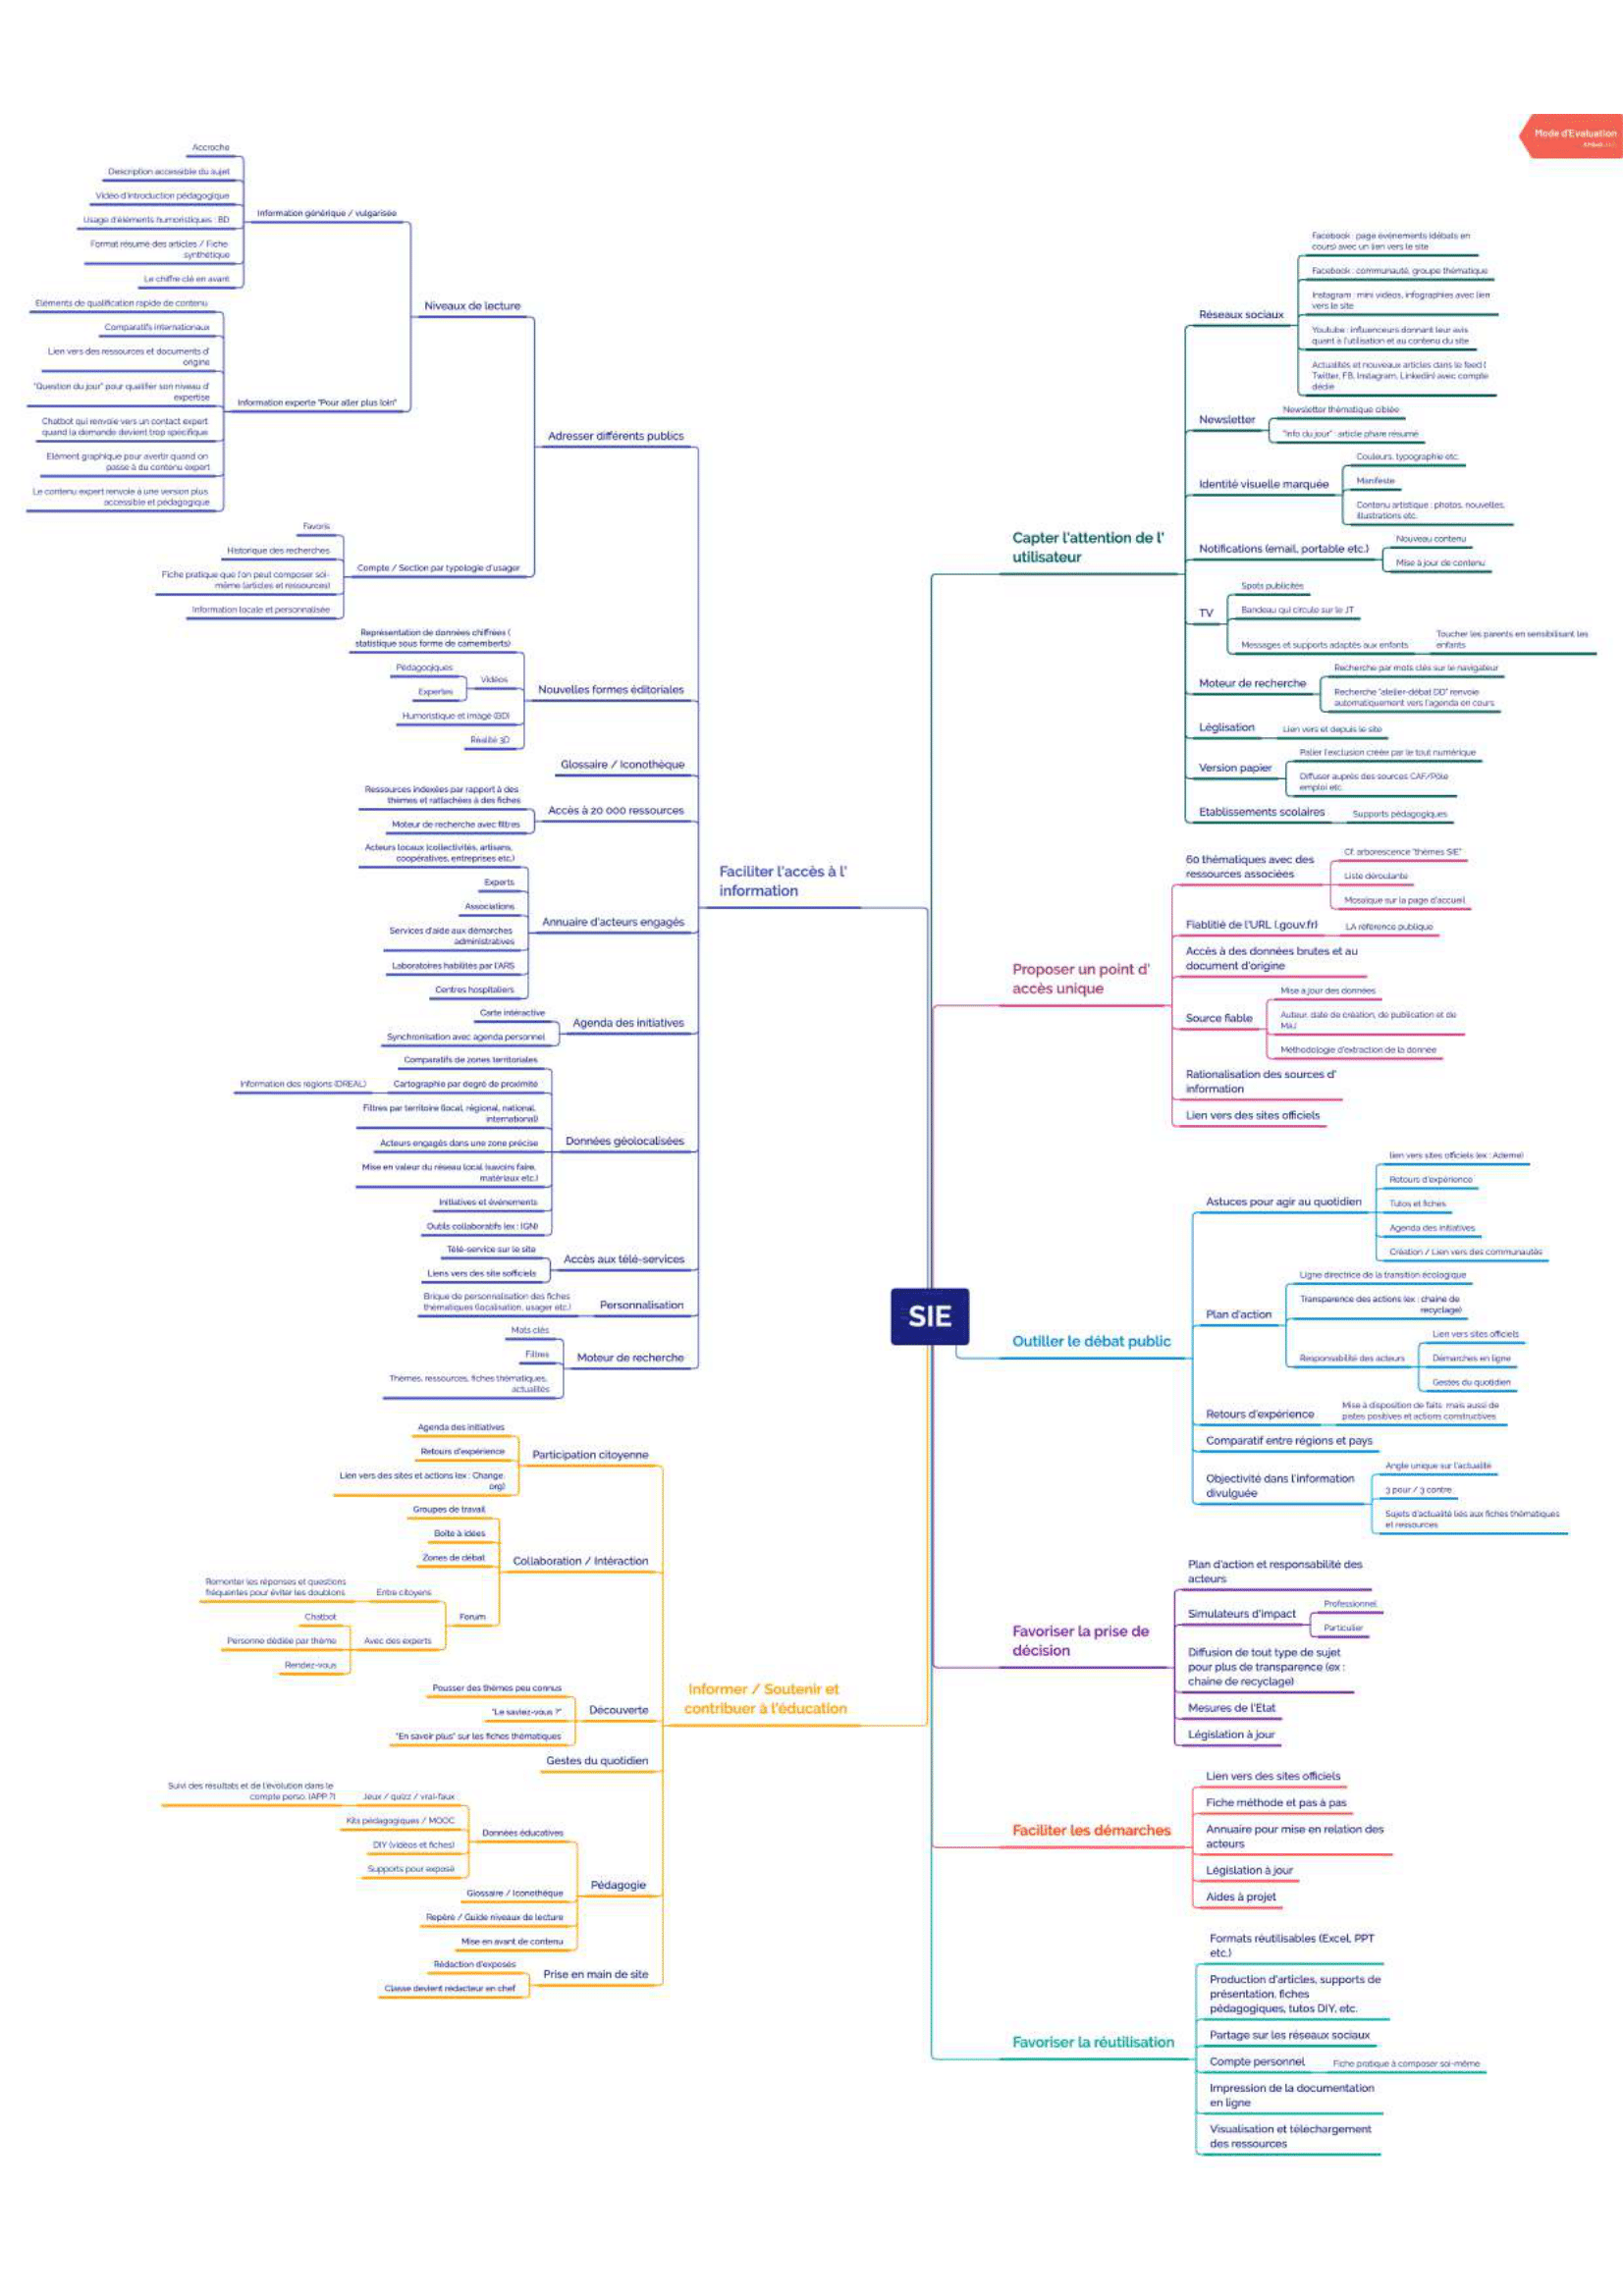 Mode d'Evaluation
SIE
Faciliter l'accès à l'
information
Adresser différents publics
Niveaux de lecture
Information générique / vulgarisée
Accroche
Description accessible du sujet
Vidéo d'introduction pédagogique
Usage d'éléments humoristiques : BD
Format résumé des articles / Fiche
synthétique
Le chiffre clé en avant
Information experte "Pour aller plus loin"
Eléments de qualification rapide de contenu
Comparatifs internationaux
Lien vers des ressources et documents d'
origine
"Question du jour" pour qualifier son niveau d'
expertise
Chatbot qui renvoie vers un contact expert
quand la demande devient trop spécifique
Elément graphique pour avertir quand on
passe à du contenu expert
Le contenu expert renvoie à une version plus
accessible et pédagogique
Compte / Section par typologie d'usager
Favoris
Historique des recherches
Fiche pratique que l'on peut composer soi-
même (articles et ressources)
Information locale et personnalisée
Nouvelles formes éditoriales
Représentation de données chiffrées (
statistique sous forme de camemberts)
Vidéos
Pédagogiques
Expertes
Humoristique et imagé (BD)
Réalité 3D
Glossaire / Iconothèque
Accès à 20 000 ressources
Ressources indexées par rapport à des
thèmes et rattachées à des fiches
Moteur de recherche avec filtres
Annuaire d'acteurs engagés
Acteurs locaux (collectivités, artisans,
coopératives, entreprises etc.)
Experts
Associations
Services d'aide aux démarches
administratives
Laboratoires habilités par l'ARS
Centres hospitaliers
Agenda des initiatives
Carte intéractive
Synchronisation avec agenda personnel
Données géolocalisées
Comparatifs de zones territoriales
Cartographie par degré de proximité
Information des régions (DREAL)
Filtres par territoire (local, régional, national,
international)
Acteurs engagés dans une zone précise
Mise en valeur du réseau local (savoirs faire,
matériaux etc.)
Initiatives et événements
Outils collaboratifs (ex : IGN)
Accès aux télé-services
Télé-service sur le site
Liens vers des site sofficiels
Personnalisation
Brique de personnalisation des fiches
thématiques (localisation, usager etc.)
Moteur de recherche
Mots clés
Filtres
Thèmes, ressources, fiches thématiques,
actualités
Informer / Soutenir et
contribuer à l'éducation
Participation citoyenne
Agenda des initiatives
Retours d'expérience
Lien vers des sites et actions (ex : Change.
org)
Collaboration / Intéraction
Groupes de travail
Boîte à idées
Zones de débat
Forum
Entre citoyens
Remonter les réponses et questions
fréquentes pour éviter les doublons
Avec des experts
Chatbot
Personne dédiée par thème
Rendez-vous
Découverte
Pousser des thèmes peu connus
"Le saviez-vous ?"
"En savoir plus" sur les fiches thématiques
Gestes du quotidien
Pédagogie
Données éducatives
Jeux / quizz / vrai-faux
Suivi des résultats et de l'évolution dans le
compte perso. (APP ?)
Kits pédagogiques / MOOC
DIY (vidéos et fiches)
Supports pour exposé
Glossaire / Iconothèque
Repère / Guide niveaux de lecture
Mise en avant de contenu
Prise en main de site
Rédaction d'exposés
Classe devient rédacteur en chef
Capter l'attention de l'
utilisateur
Réseaux sociaux
Facebook : page événements (débats en
cours) avec un lien vers le site
Facebook : communauté, groupe thématique
Instagram : mini vidéos, infographies avec lien
vers le site
Youtube : influenceurs donnant leur avis
quant à l'utilisation et au contenu du site
Actualités et nouveaux articles dans le feed (
Twitter, FB, Instagram, Linkedin) avec compte
dédié
Newsletter
Newsletter thématique ciblée
"Info du jour" : article phare résumé
Identité visuelle marquée
Couleurs, typographie etc.
Manifeste
Contenu artistique : photos, nouvelles,
illustrations etc.
Notifications (email, portable etc.)
Nouveau contenu
Mise à jour de contenu
TV
Spots publicités
Bandeau qui circule sur le JT
Messages et supports adaptés aux enfants
Toucher les parents en sensibilisant les
enfants
Moteur de recherche
Recherche par mots clés sur le navigateur
Recherche "atelier-débat DD" renvoie
automatiquement vers l'agenda en cours
Léglisation
Lien vers et depuis le site
Version papier
Palier l'exclusion créée par le tout numérique
Diffuser auprès des sources CAF/Pôle
emploi etc.
Etablissements scolaires
Supports pédagogiques
Proposer un point d'
accès unique
60 thématiques avec des
ressources associées
Cf. arborescence "thèmes SIE"
Liste déroulante
Mosaïque sur la page d'accueil
Fiablitié de l'URL (.gouv.fr)
LA référence publique
Accès à des données brutes et au
document d'origine
Source fiable
Mise à jour des données
Auteur, date de création, de publication et de
MàJ
Méthodologie d'extraction de la donnée
Rationalisation des sources d'
information
Lien vers des sites officiels
Outiller le débat public
Astuces pour agir au quotidien
lien vers sites officiels (ex : Ademe)
Retours d'expérience
Tutos et fiches
Agenda des initiatives
Création / Lien vers des communautés
Plan d'action
Ligne directrice de la transition écologique
Transparence des actions (ex : chaîne de
recyclage)
Responsabilité des acteurs
Lien vers sites officiels
Démarches en ligne
Gestes du quotidien
Retours d'expérience
Mise à disposition de faits, mais aussi de
pistes positives et actions constructives
Comparatif entre régions et pays
Objectivité dans l'information
divulguée
Angle unique sur l'actualité
3 pour / 3 contre
Sujets d'actualité liés aux fiches thématiques
et ressources
Favoriser la prise de
décision
Plan d'action et responsabilité des
acteurs
Simulateurs d'impact
Professionnel
Particulier
Diffusion de tout type de sujet
pour plus de transparence (ex :
chaîne de recyclage)
Mesures de l'Etat
Législation à jour
Faciliter les démarches
Lien vers des sites officiels
Fiche méthode et pas à pas
Annuaire pour mise en relation des
acteurs
Législation à jour
Aides à projet
Favoriser la réutilisation
Formats réutilisables (Excel, PPT
etc.)
Production d'articles, supports de
présentation, fiches
pédagogiques, tutos DIY, etc.
Partage sur les réseaux sociaux
Compte personnel
Fiche pratique à composer soi-même
Impression de la documentation
en ligne
Visualisation et téléchargement
des ressources